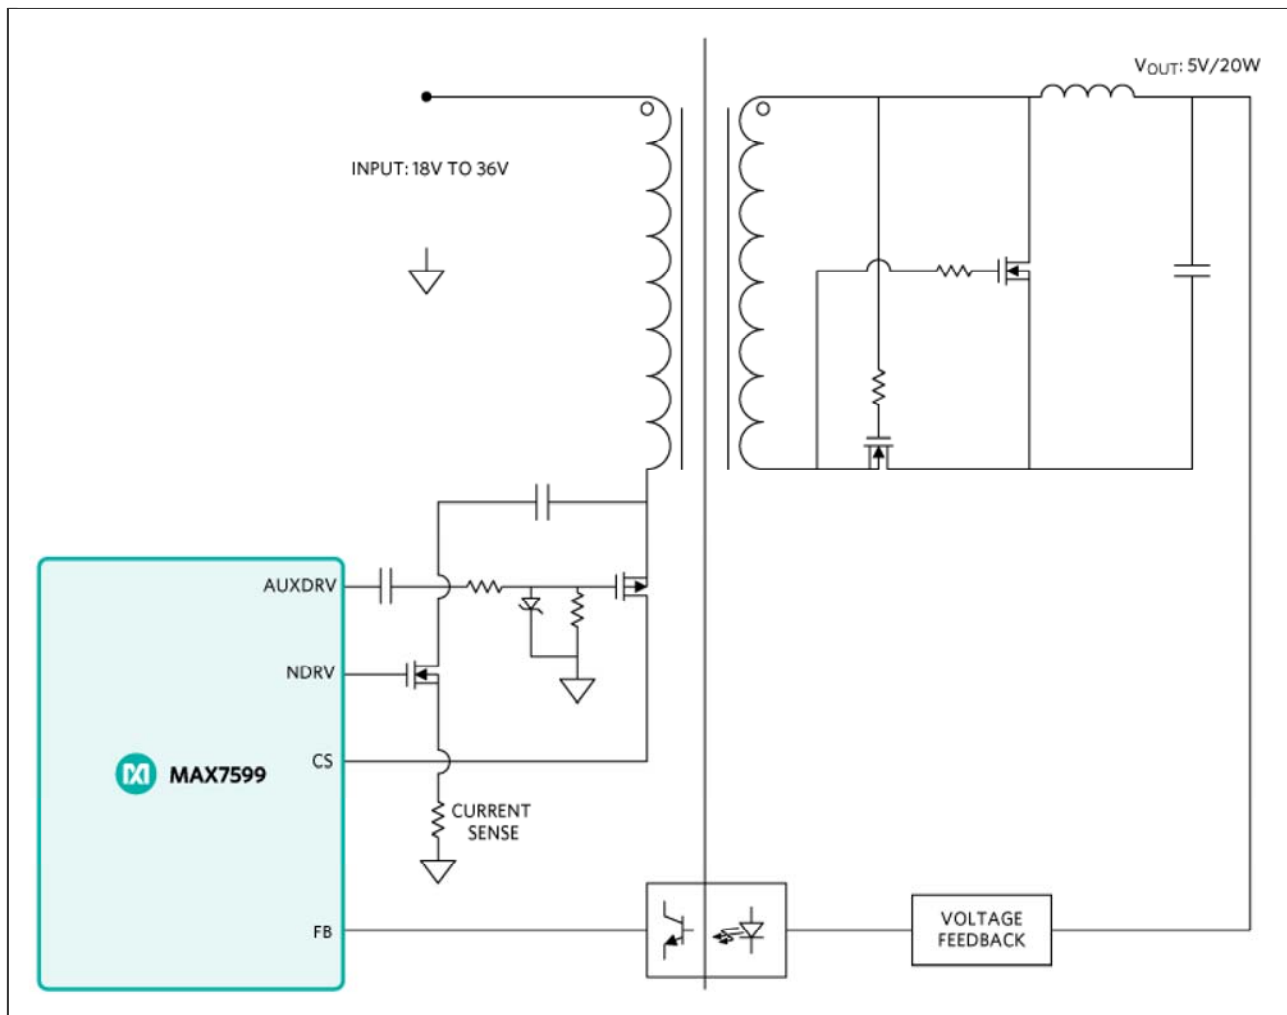 VOUT: 5V/20W
INPUT: 18V TO 36V
AUXDRV
NDRV
CS
MAX7599
CURRENT
SENSE
FB
VOLTAGE
FEEDBACK